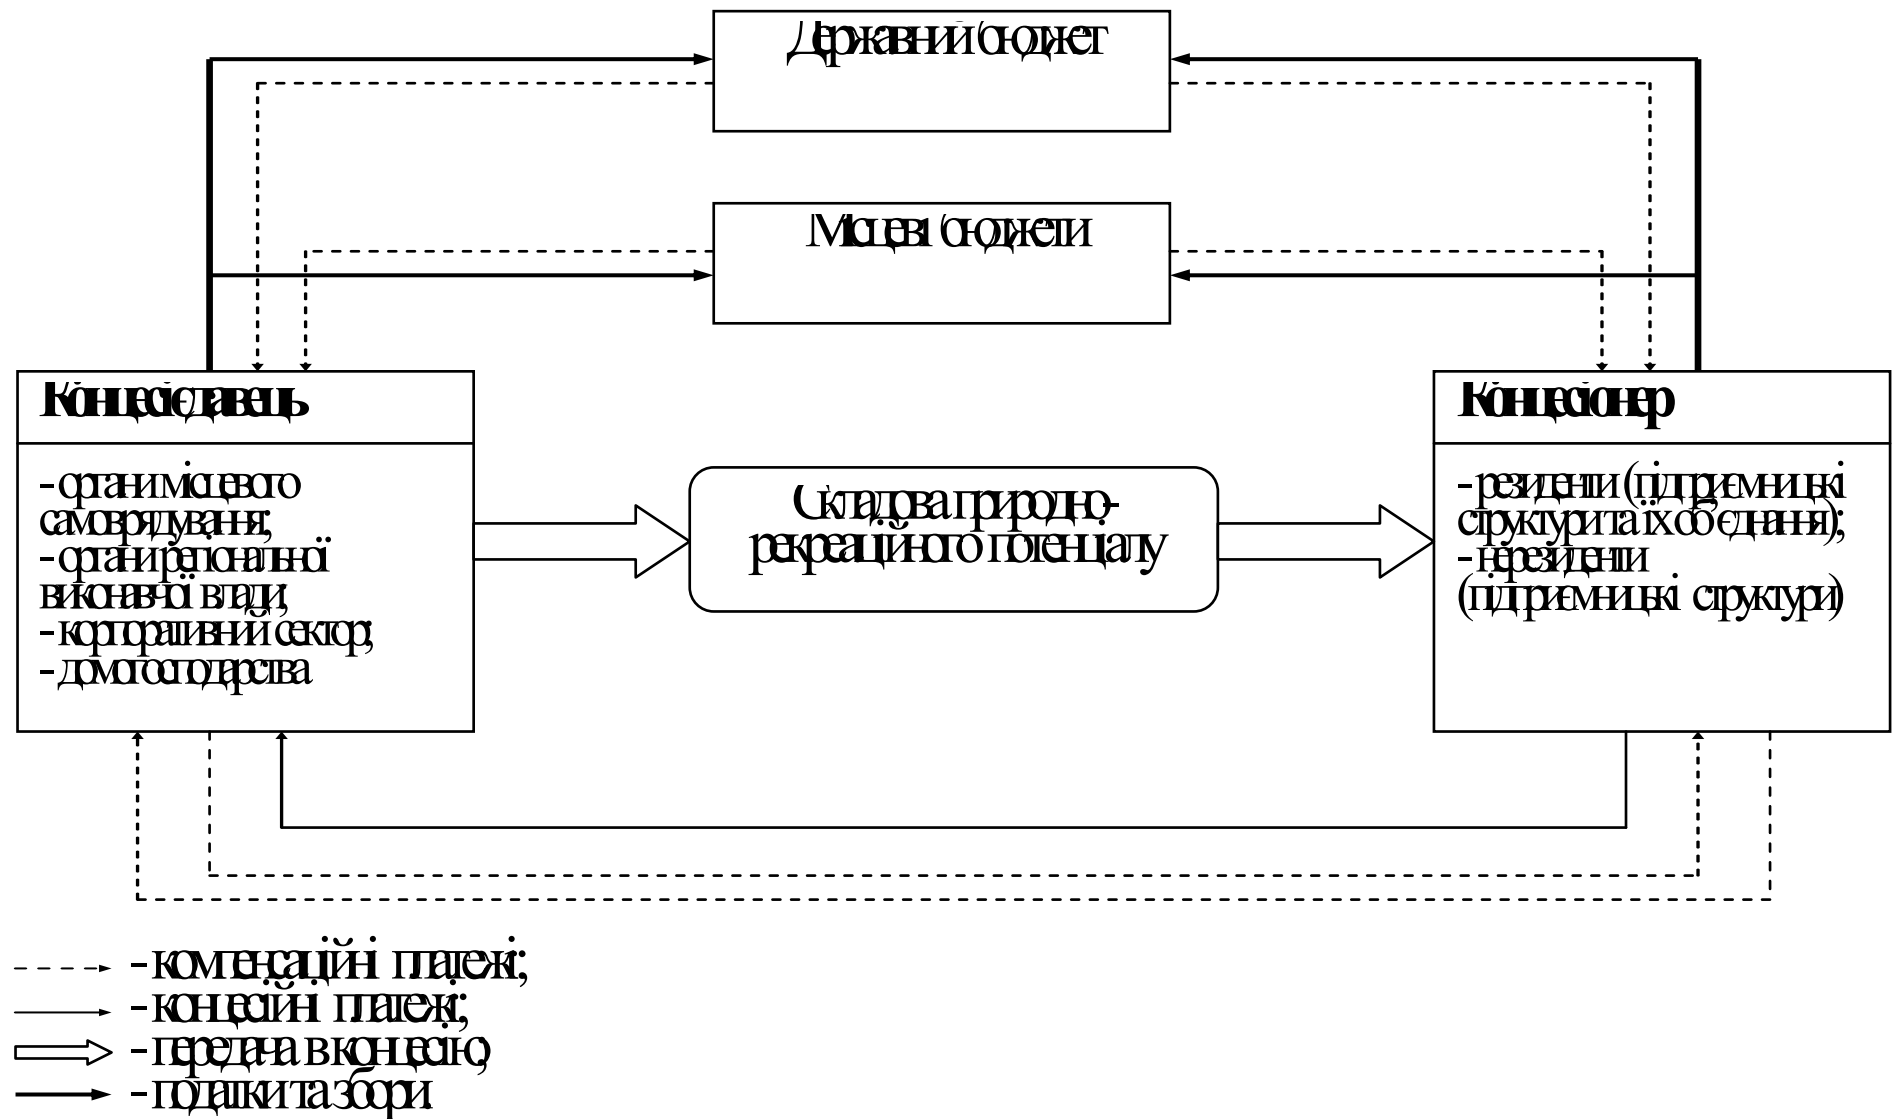 Державний бюджет
Місцеві бюджети
Концесієдавець
- органи місцевого
самоврядування;
- органи регіональної
виконавчої влади;
- корпоративний сектор;
- домогосподарства
Складова природно-
рекреаційного потенціалу
Концесіонер
- резиденти (підприємницькі
структури та їх об'єднання);
- нерезиденти
(підприємницькі структури)
- компенсаційні платежі;
- концесійні платежі;
- передача в концесію;
- податки та збори.